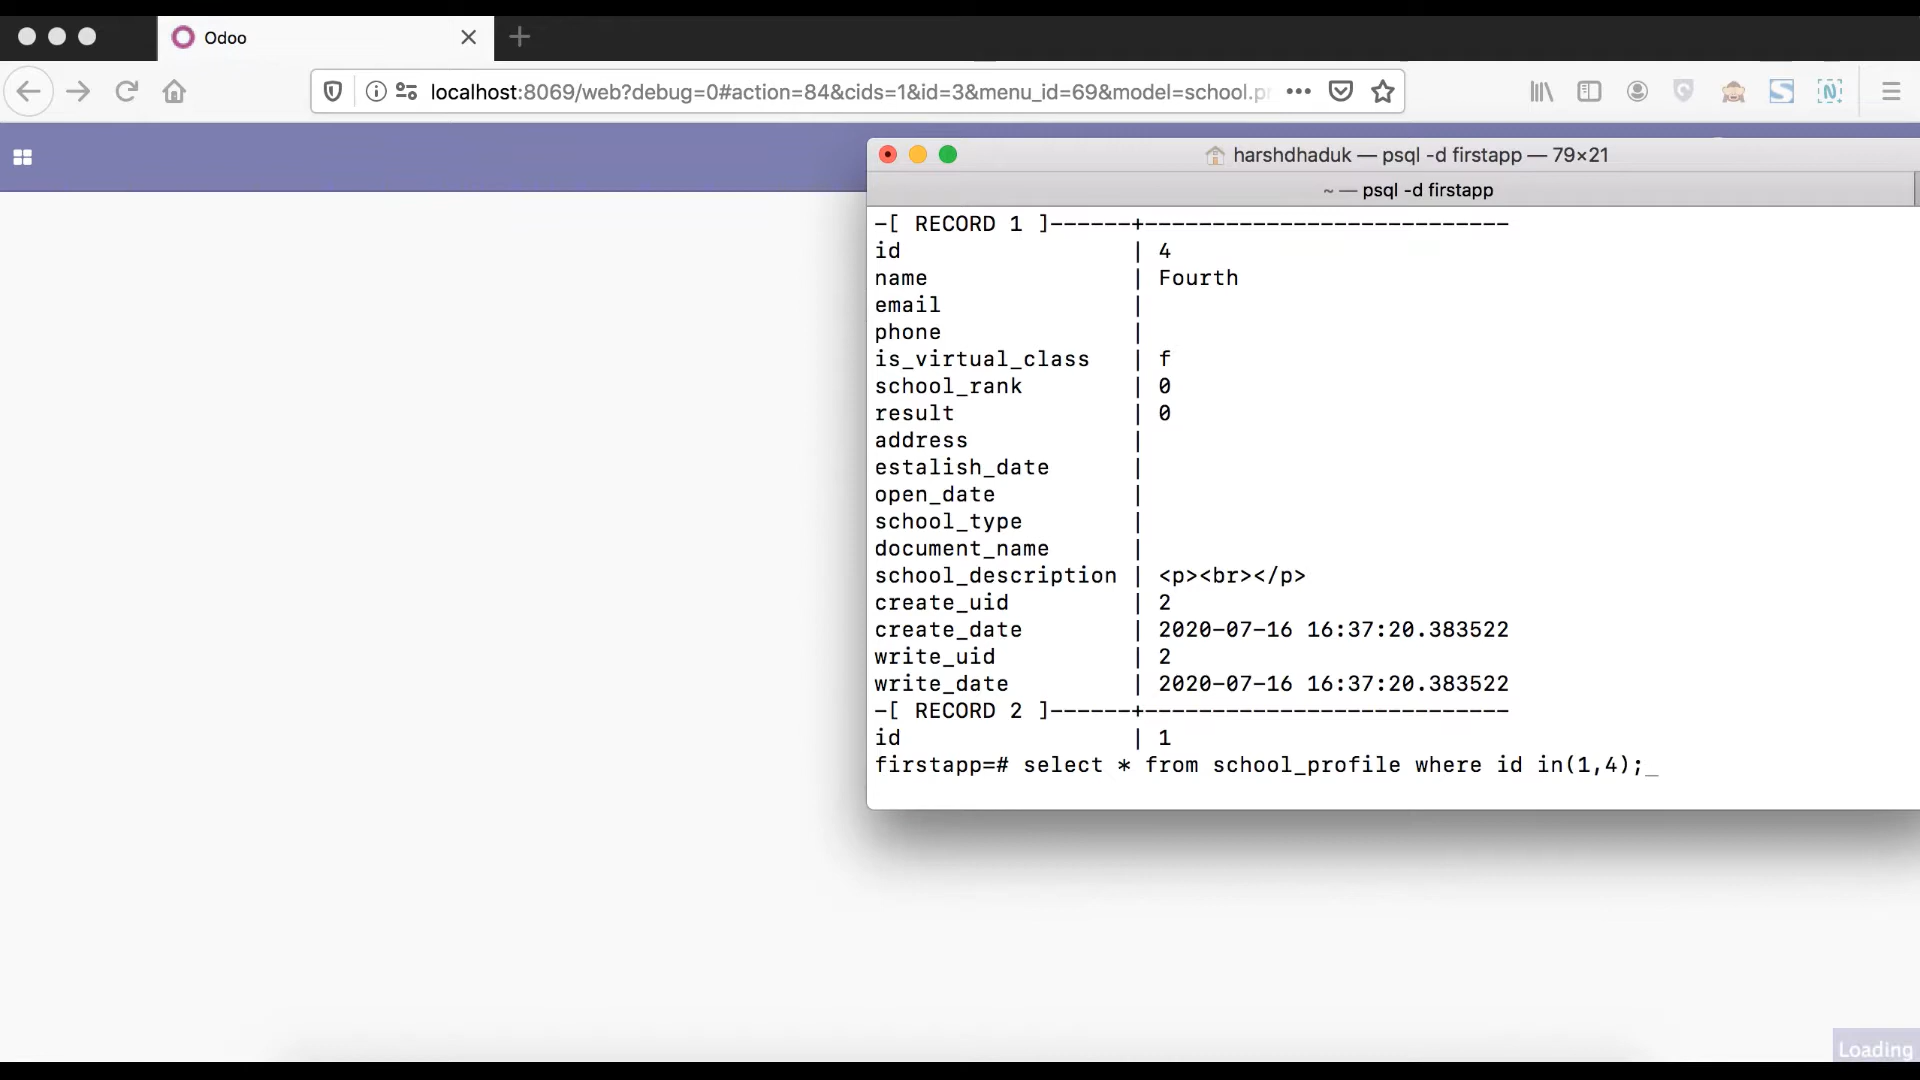 Odoo
localhost:8069/web?debug=0#action=84&cids=1&id=3&menu_id=69&model=school.pr
harshdhaduk — psql -d firstapp — 79×21
~ — psql -d firstapp
-[ RECORD 1 ]------+---------------------------
id | 4
name | Fourth
email |
phone |
is_virtual_class | f
school_rank | 0
result | 0
address |
estalish_date |
open_date |
school_type |
document_name |
school_description | <p><br></p>
create_uid | 2
create_date | 2020-07-16 16:37:20.383522
write_uid | 2
write_date | 2020-07-16 16:37:20.383522
-[ RECORD 2 ]------+---------------------------
id | 1
firstapp=# select * from school_profile where id in(1,4);_
Loading